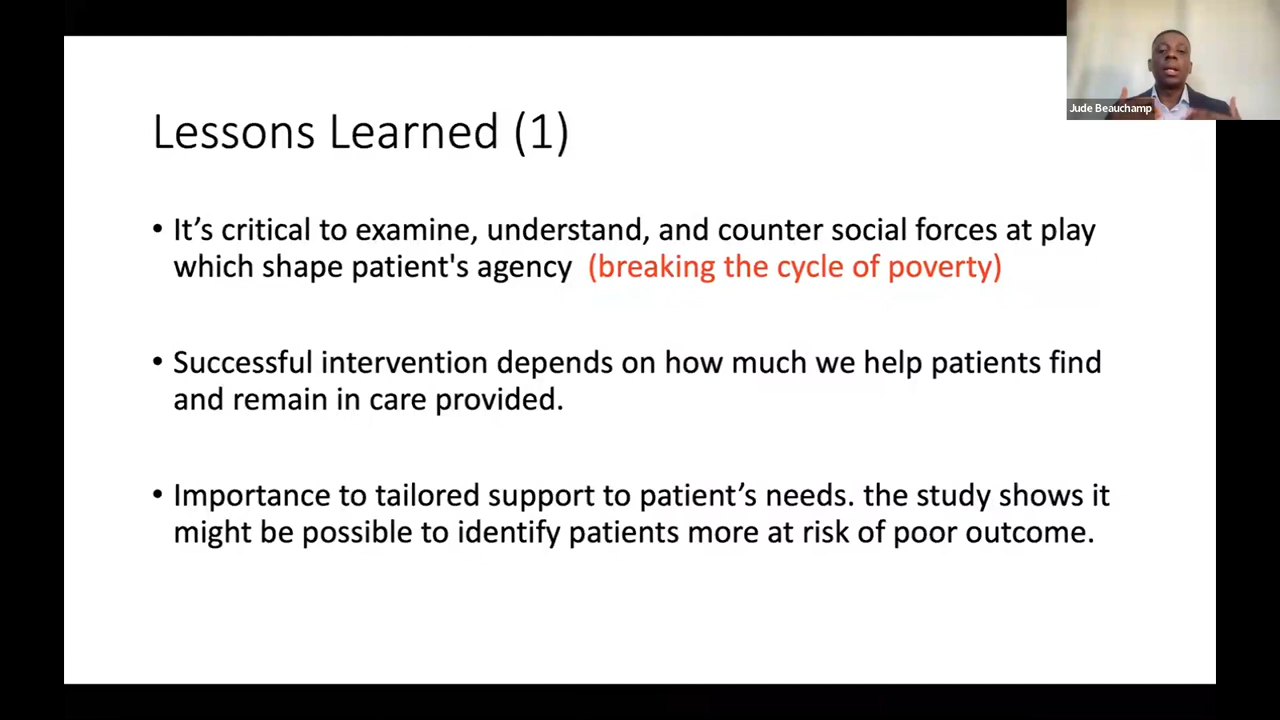 Jude Beauchamp
Lessons Learned (1)
• It’s critical to examine, understand, and counter social forces at play
which shape patient's agency (breaking the cycle of poverty)
• Successful intervention depends on how much we help patients find
and remain in care provided.
• Importance to tailored support to patient’s needs. the study shows it
might be possible to identify patients more at risk of poor outcome.